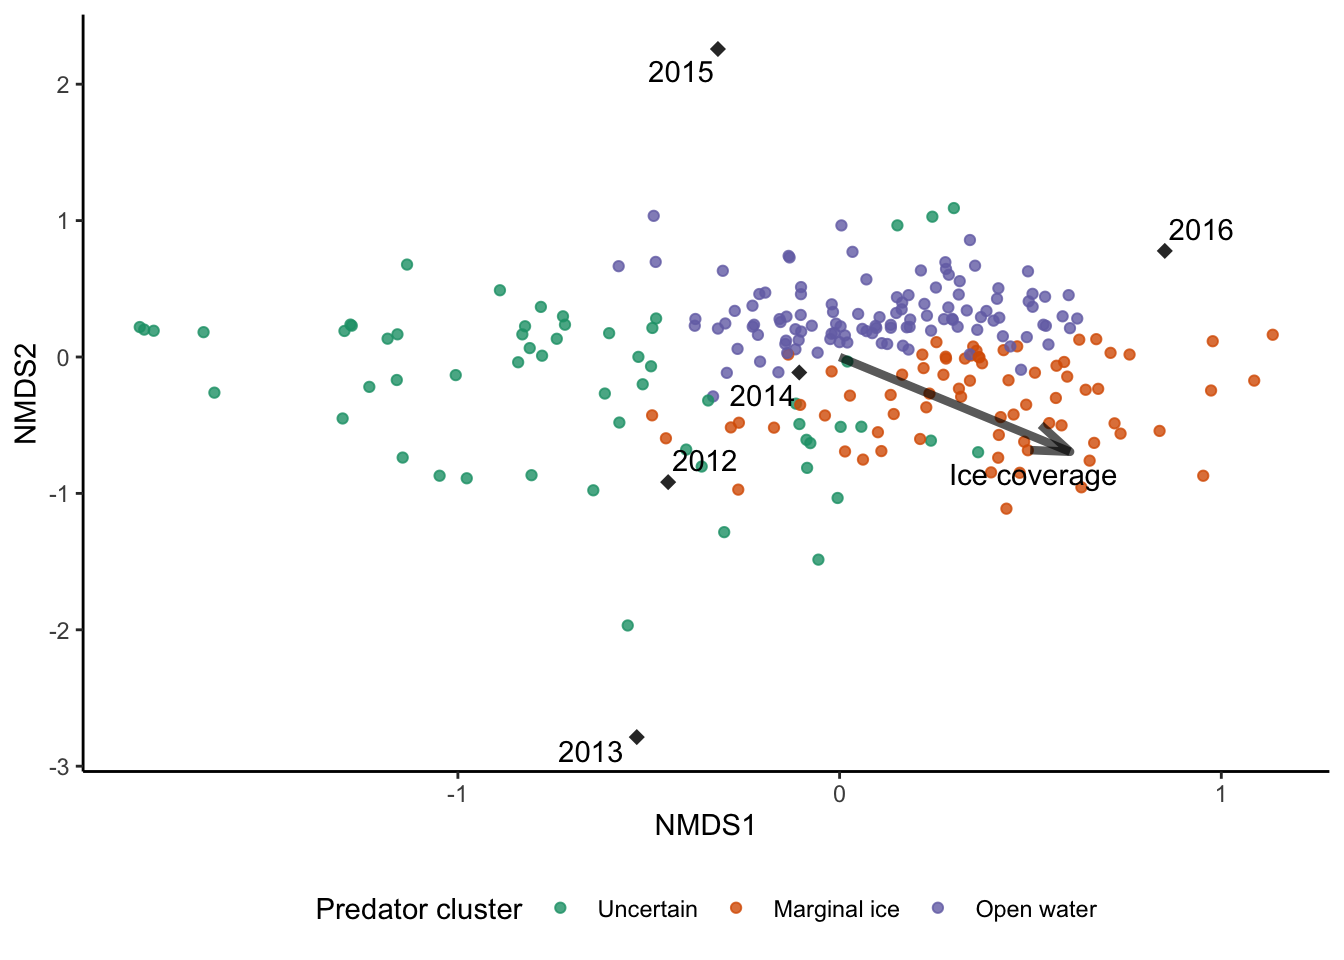 2015
2
1
2016
0
2014
NMDS2
2012
Ice coverage
-1
-2
2013
-3
-1 0 1
NMDS1
Predator cluster Uncertain Marginal ice Open water